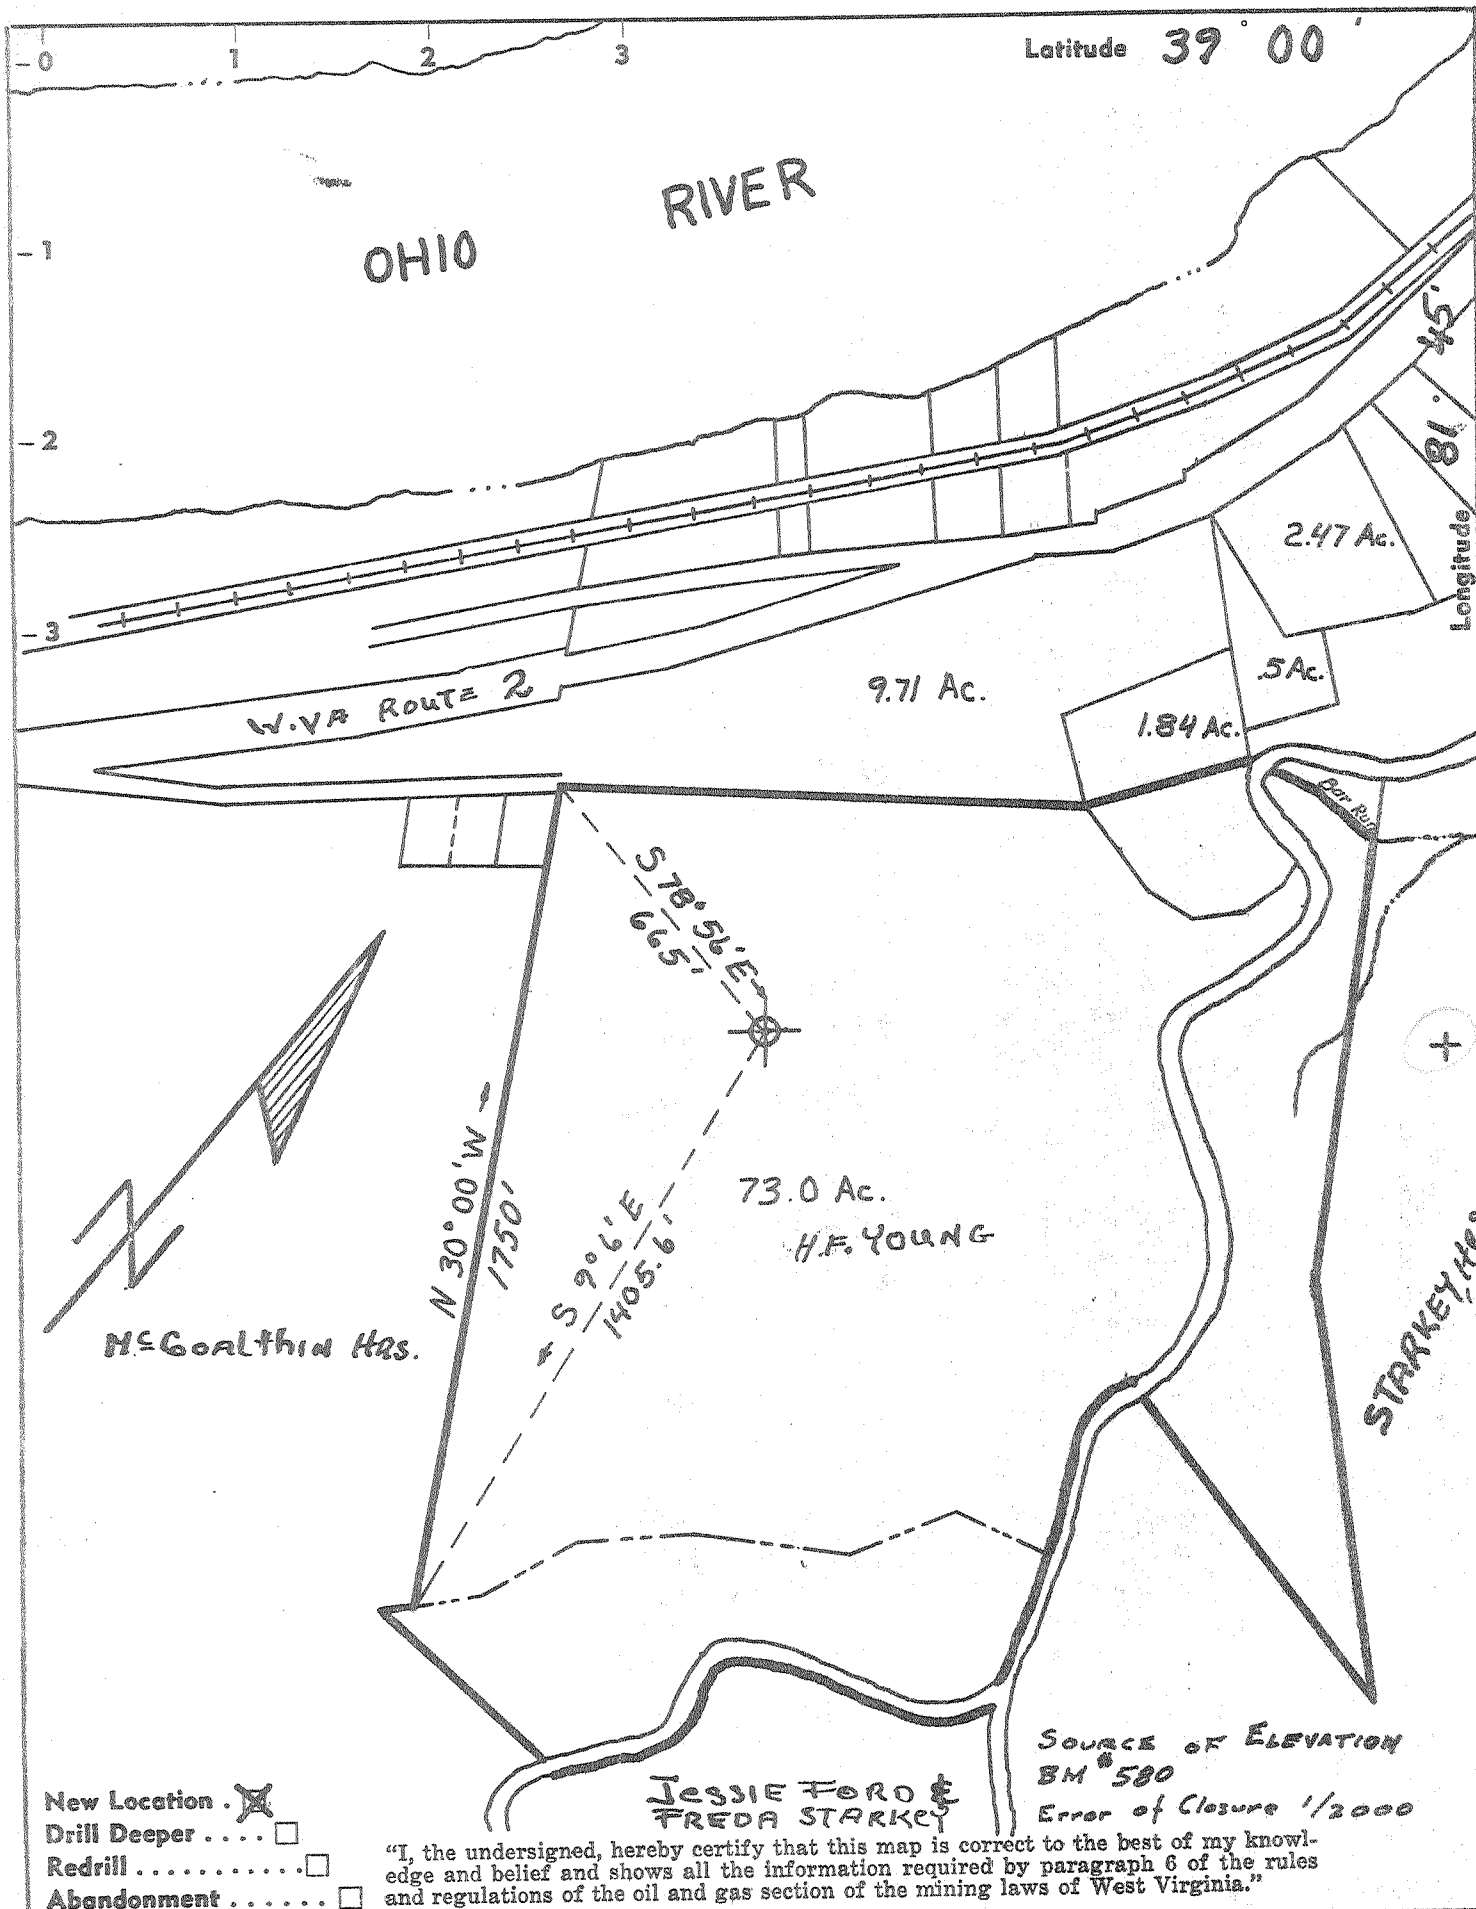 -0
1
2
3
Latitude 39° 00'
-1
-2
-3
OHIO RIVER
Longitude 81° 45'
W.VA ROUTE 2
2.47 Ac.
.5 Ac.
9.71 Ac.
1.84 Ac.
Bar Run
S 78° 56' E
665'
N 30° 00' W
1750'
S 9° 6' E
1405.6'
73.0 Ac.
H.F. YOUNG
N
McGoalthin Hrs.
STARKEY, Hrs
SOURCE OF ELEVATION
BM #580
Error of Closure 1/2000
JESSIE FORD &
FREDA STARKEY
New Location .
Drill Deeper ....
Redrill ...........
Abandonment ......
"I, the undersigned, hereby certify that this map is correct to the best of my knowl-
edge and belief and shows all the information required by paragraph 6 of the rules
and regulations of the oil and gas section of the mining laws of West Virginia."